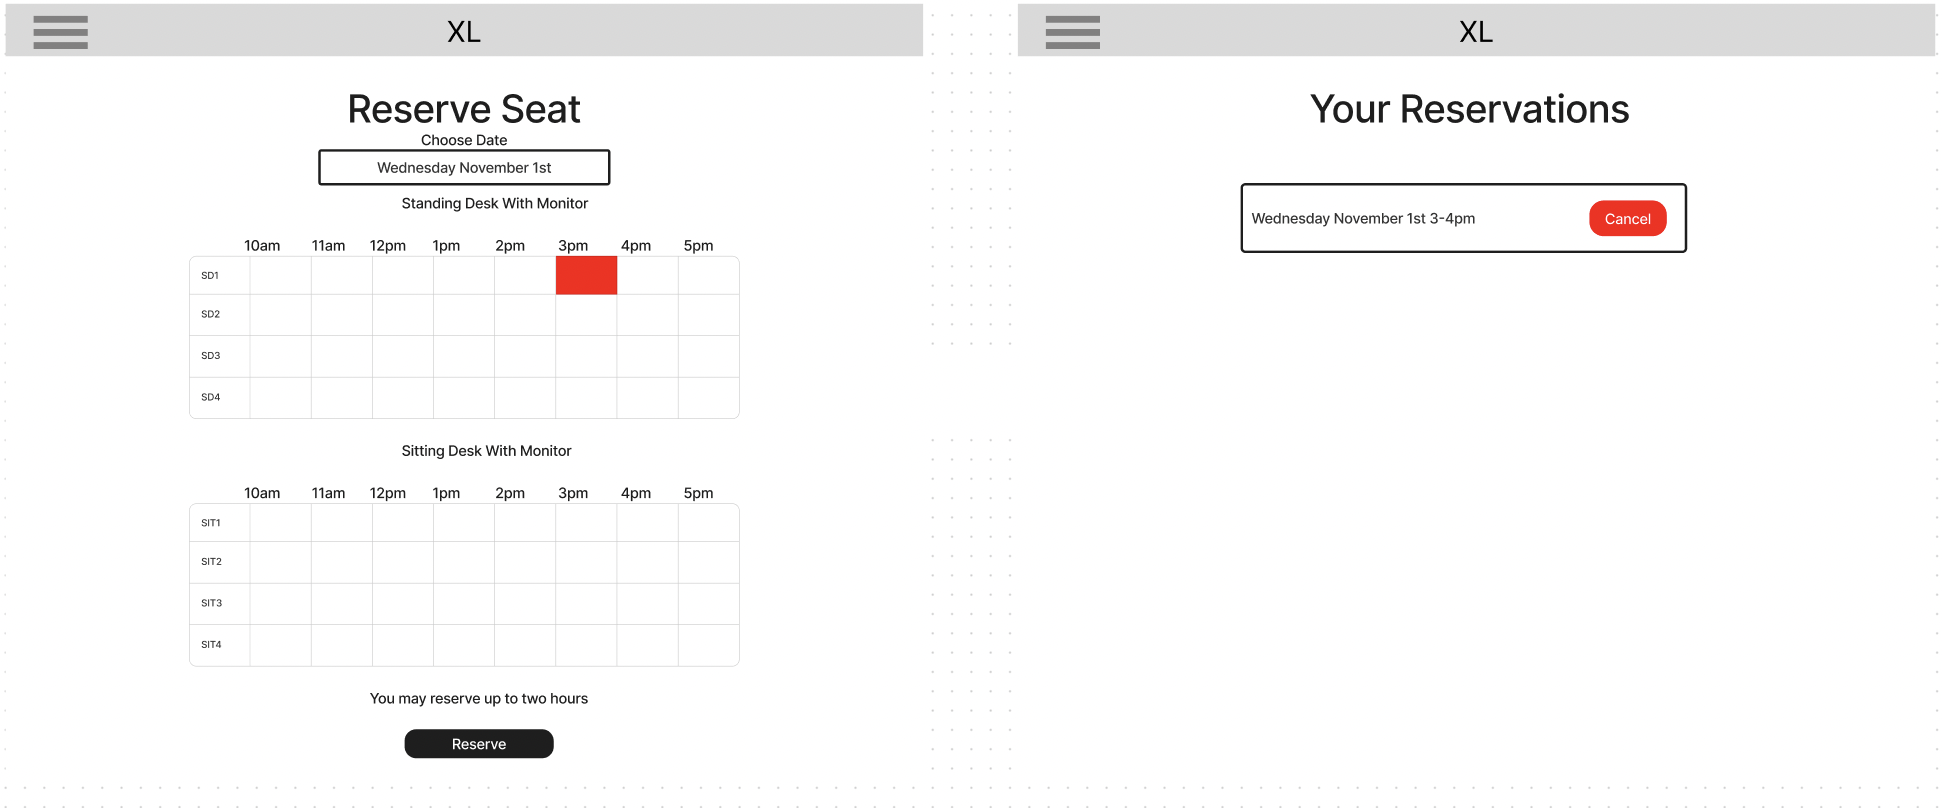 XL
Reserve Seat
Choose Date
Wednesday November 1st
Standing Desk With Monitor
10am 11am 12pm 1pm 2pm 3pm 4pm 5pm
SD1
SD2
SD3
SD4
Sitting Desk With Monitor
10am 11am 12pm 1pm 2pm 3pm 4pm 5pm
SIT1
SIT2
SIT3
SIT4
You may reserve up to two hours
Reserve
XL
Your Reservations
Wednesday November 1st 3-4pm Cancel